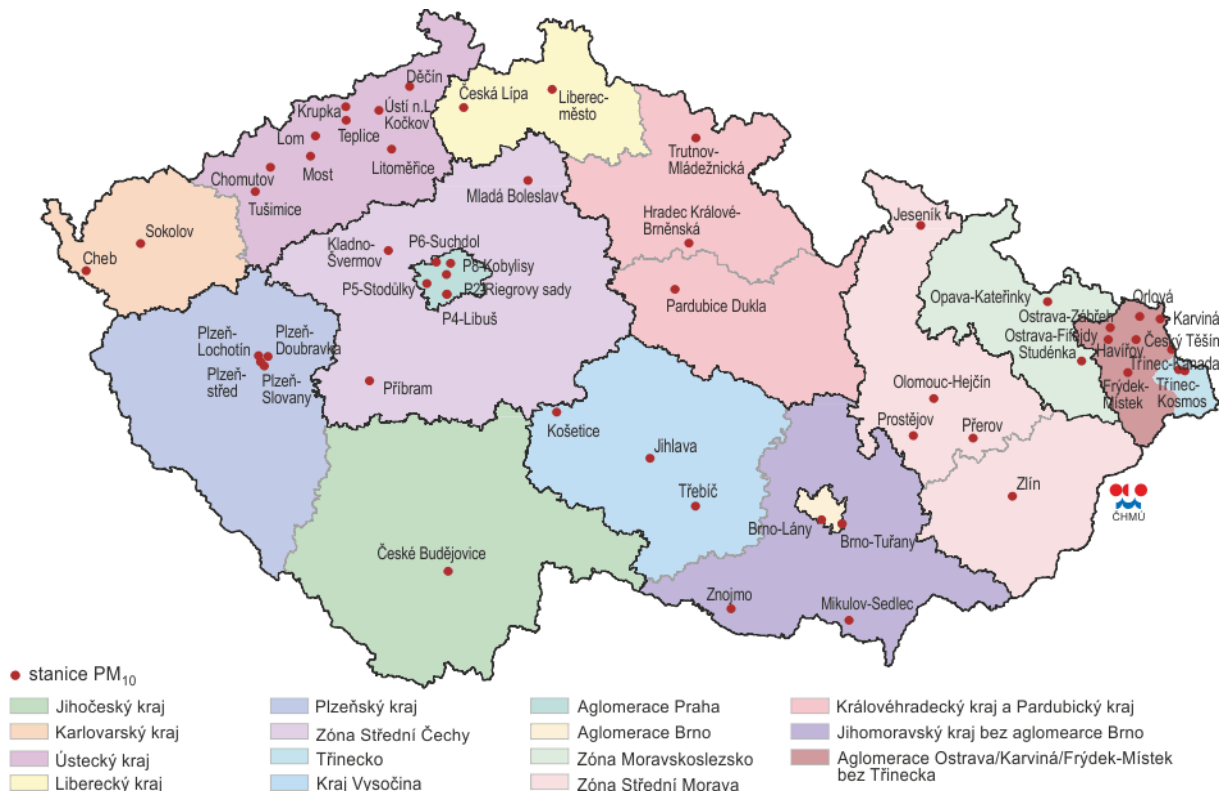 Děčín
Česká Lípa
Liberec-
město
Krupka
Ústí n.L.
Kočkov
Teplice
Lom
Litoměřice
Most
Chomutov
Tušimice
Trutnov-
Mládežnická
Mladá Boleslav
Jeseník
Sokolov
Cheb
Hradec Králové-
Brněnská
Kladno-
Švermov
P6-Suchdol
P8-Kobylisy
P5-Stodůlky
P2-Riegrovy sady
P4-Libuš
Pardubice Dukla
Opava-Kateřinky
Orlová
Ostrava-Zábřeh
Karviná
Ostrava-Fifejdy
Český Těšín
Studénka
Havířov
Třinec-Kanada
Frýdek-
Místek
Třinec-
Kosmos
Plzeň-
Lochotín
Plzeň-
Doubravka
Plzeň-
střed
Plzeň-
Slovany
Příbram
Olomouc-Hejčín
Prostějov
Přerov
Košetice
Jihlava
Třebíč
Zlín
ČHMÚ
Brno-Lány
Brno-Tuřany
České Budějovice
Znojmo
Mikulov-Sedlec
stanice PM10
Jihočeský kraj
Karlovarský kraj
Ústecký kraj
Liberecký kraj
Plzeňský kraj
Zóna Střední Čechy
Třinecko
Kraj Vysočina
Aglomerace Praha
Aglomerace Brno
Zóna Moravskoslezsko
Zóna Střední Morava
Královéhradecký kraj a Pardubický kraj
Jihomoravský kraj bez aglomearce Brno
Aglomerace Ostrava/Karviná/Frýdek-Místek
bez Třinecka